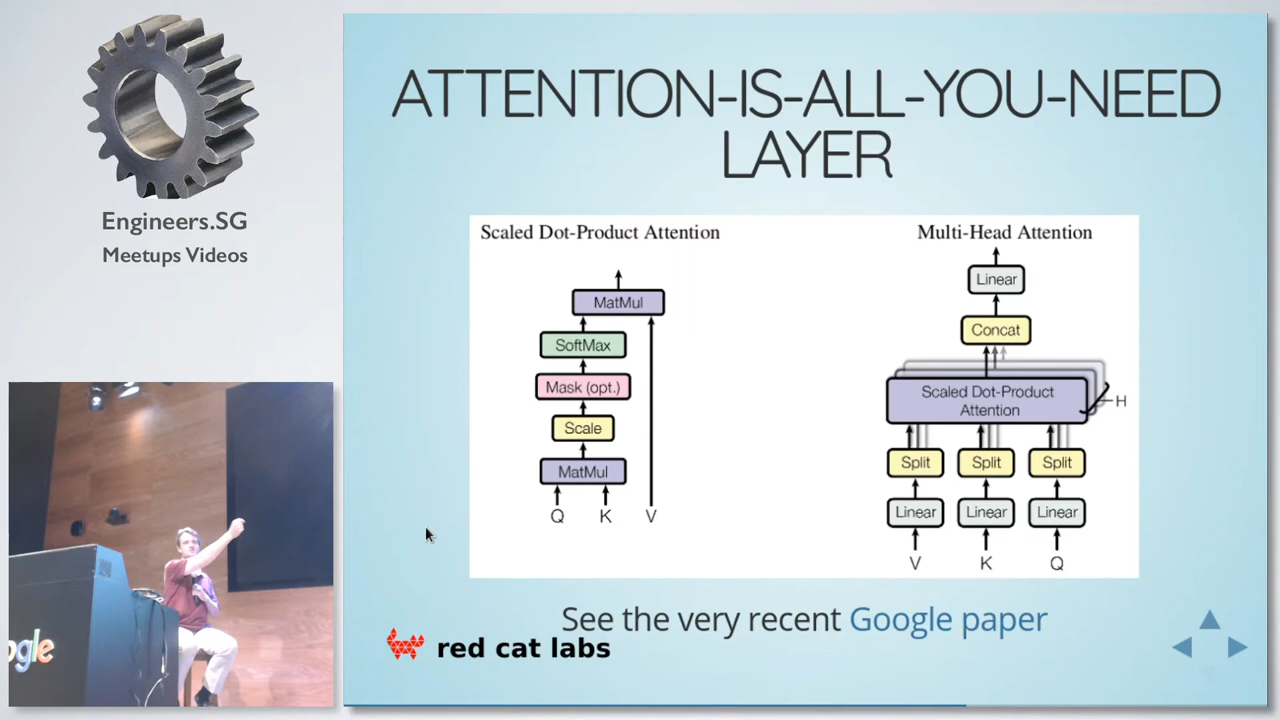 Engineers.SG
Meetups Videos
ATTENTION-IS-ALL-YOU-NEED
LAYER
Scaled Dot-Product Attention
MatMul
SoftMax
Mask (opt.)
Scale
MatMul
Q K V
Multi-Head Attention
Linear
Concat
Scaled Dot-Product
Attention
H
Split Split Split
Linear Linear Linear
V K Q
See the very recent Google paper
red cat labs
ogle